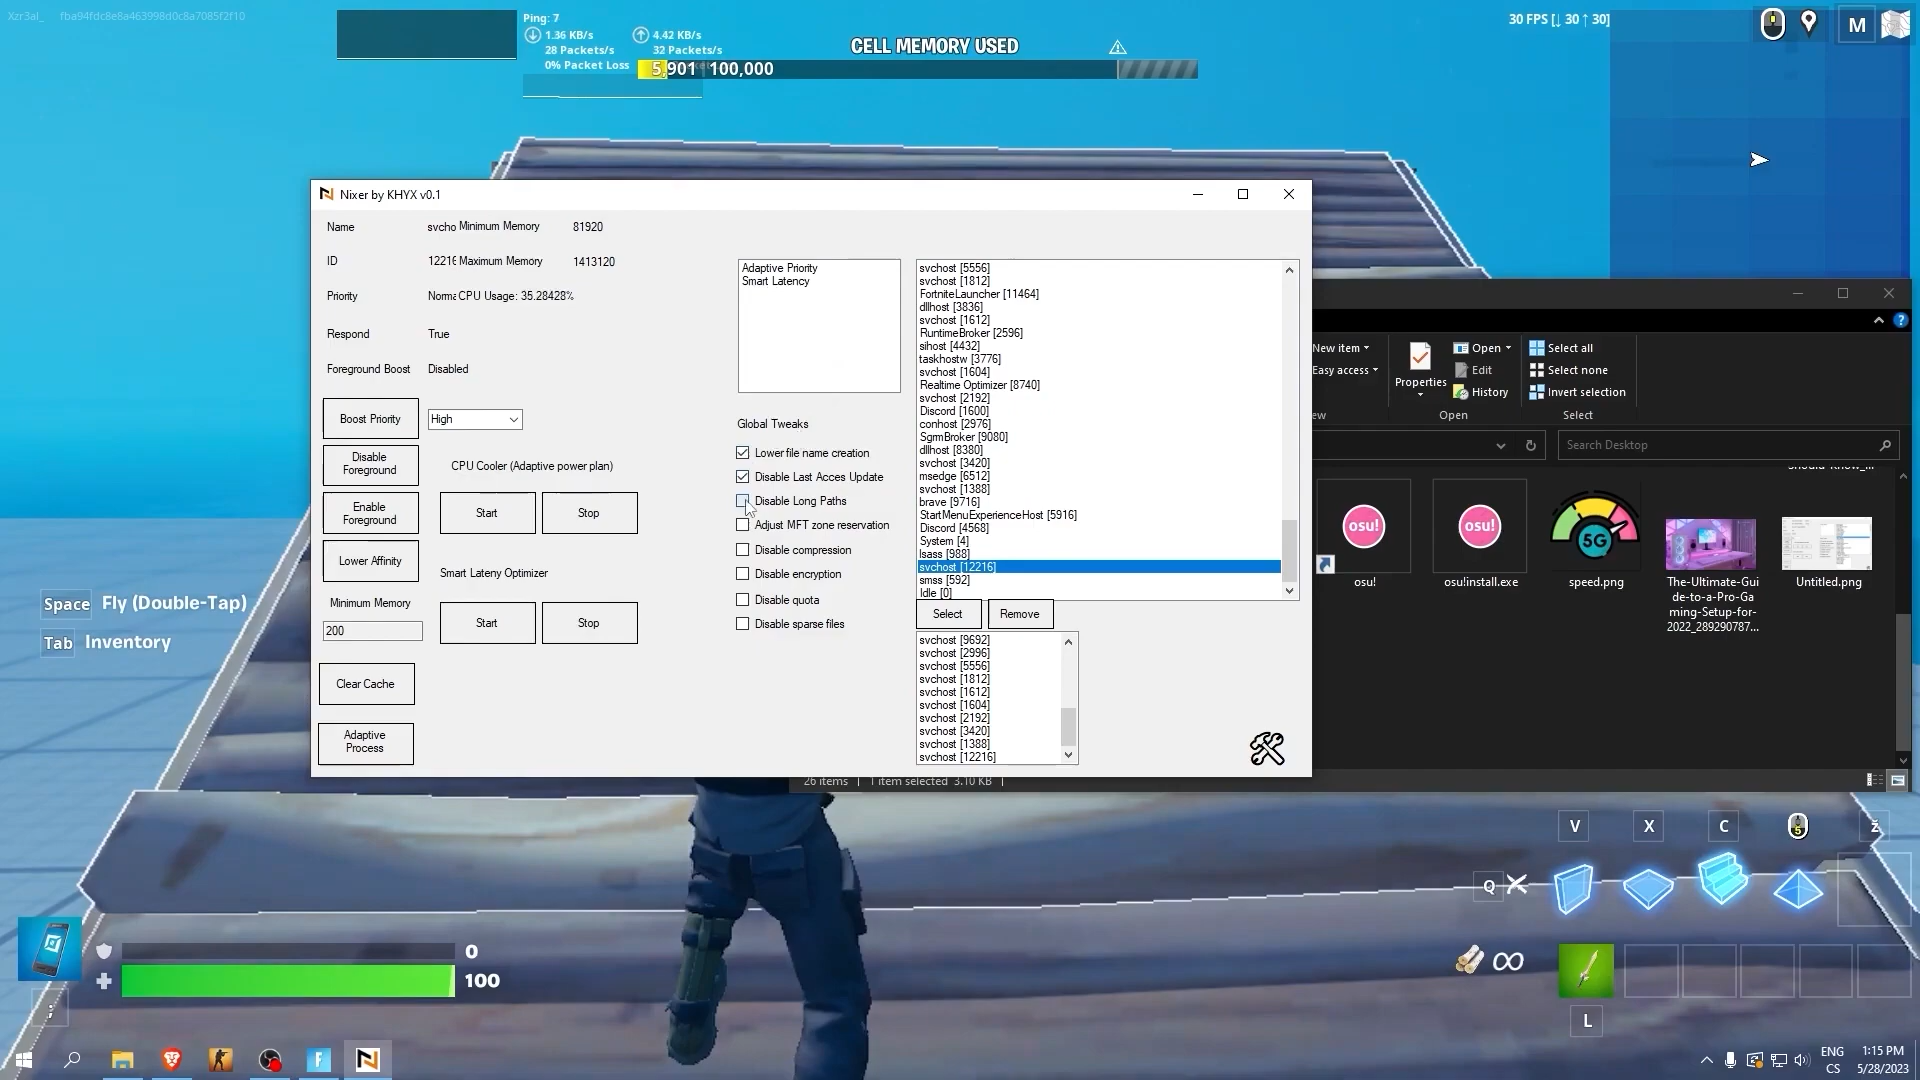 Xzr3al_ fba94fdc8e8a463998d0c8a7085f2f10
Ping: 7
1.36 KB/s 4.42 KB/s
28 Packets/s 32 Packets/s
0% Packet Loss
CELL MEMORY USED
5,901 100,000
30 FPS [↓ 30 ↑ 30]
M
Nixer by KHYX v0.1
Name svcho Minimum Memory 81920
ID 12216 Maximum Memory 1413120
Priority Norma CPU Usage: 35.28428%
Respond True
Foreground Boost Disabled
Boost Priority High
Disable
Foreground
CPU Cooler (Adaptive power plan)
Enable
Foreground
Start Stop
Lower Affinity
Smart Lateny Optimizer
Minimum Memory
200
Start Stop
Clear Cache
Adaptive
Process
Adaptive Priority
Smart Latency
Global Tweaks
Lower file name creation
Disable Last Acces Update
Disable Long Paths
Adjust MFT zone reservation
Disable compression
Disable encryption
Disable quota
Disable sparse files
svchost [5556]
svchost [1812]
FortniteLauncher [11464]
dllhost [3836]
svchost [1612]
RuntimeBroker [2596]
sihost [4432]
taskhostw [3776]
svchost [1604]
Realtime Optimizer [8740]
svchost [2192]
Discord [1600]
conhost [2976]
SgrmBroker [9080]
dllhost [8380]
svchost [3420]
msedge [6512]
svchost [1388]
brave [9716]
StartMenuExperienceHost [5916]
Discord [4568]
System [4]
lsass [988]
svchost [12216]
smss [592]
Idle [0]
Select Remove
svchost [9692]
svchost [2996]
svchost [5556]
svchost [1812]
svchost [1612]
svchost [1604]
svchost [2192]
svchost [3420]
svchost [1388]
svchost [12216]
New item
Easy access
ew
Properties
Open
Edit
History
Open
Select all
Select none
Invert selection
Select
Search Desktop
osu!
osu!
5G
osu!
osu!install.exe
speed.png
The-Ultimate-Gui
de-to-a-Pro-Ga
ming-Setup-for-
2022_289290787...
Untitled.png
26 items 1 item selected 3.10 KB
Space Fly (Double-Tap)
Tab Inventory
V X C 5 ž
Q
∞
L
0
100
;
ENG
CS
1:15 PM
5/28/2023